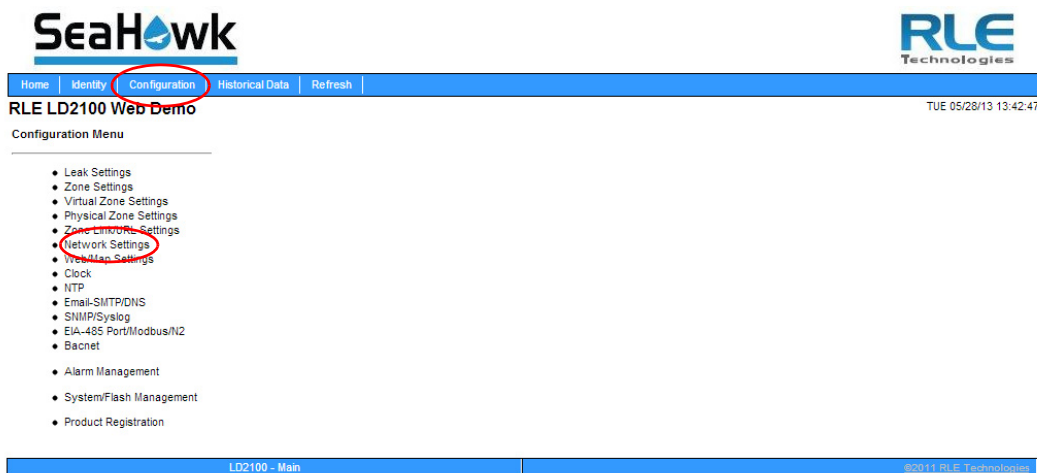 SeaHawk
RLE
Technologies
Home Identity Configuration Historical Data Refresh
RLE LD2100 Web Demo
TUE 05/28/13 13:42:47
Configuration Menu
Leak Settings
Zone Settings
Virtual Zone Settings
Physical Zone Settings
Zone Link/URL Settings
Network Settings
Web/Map Settings
Clock
NTP
Email-SMTP/DNS
SNMP/Syslog
EIA-485 Port/Modbus/N2
Bacnet
Alarm Management
System/Flash Management
Product Registration
LD2100 - Main
©2011 RLE Technologies